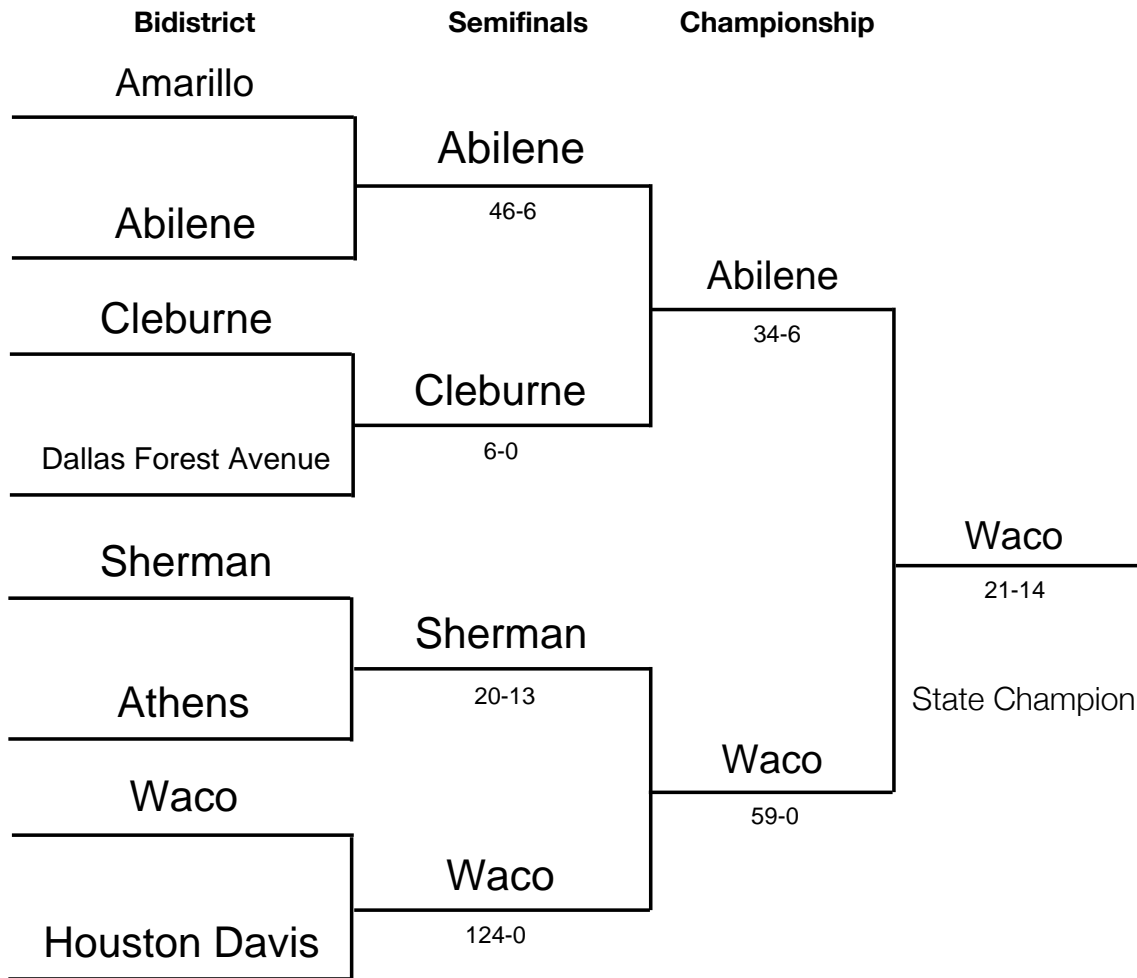 Bidistrict Semifinals Championship
Amarillo
Abilene
46-6
Abilene
Abilene
34-6
Cleburne
Cleburne
6-0
Dallas Forest Avenue
Waco
21-14
State Champion
Sherman
Sherman
20-13
Athens
Waco
59-0
Waco
Waco
124-0
Houston Davis